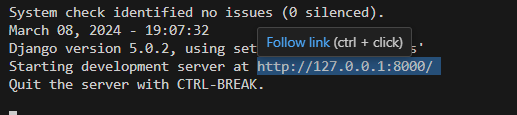 System check identified no issues (0 silenced).
March 08, 2024 - 19:07:32
Django version 5.0.2, using set s'
Follow link (ctrl + click)
Starting development server at http://127.0.0.1:8000/
Quit the server with CTRL-BREAK.